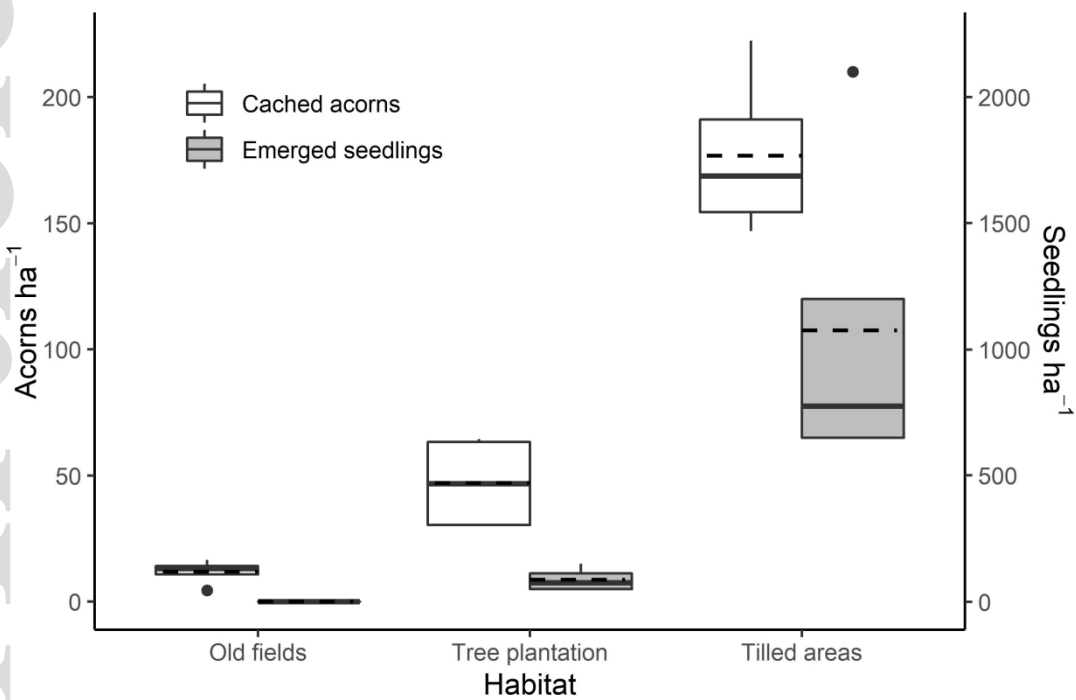 Cached acorns
Emerged seedlings
Acorns ha⁻¹
200
150
100
50
0
Seedlings ha⁻¹
2000
1500
1000
500
0
Old fields
Tree plantation
Tilled areas
Habitat